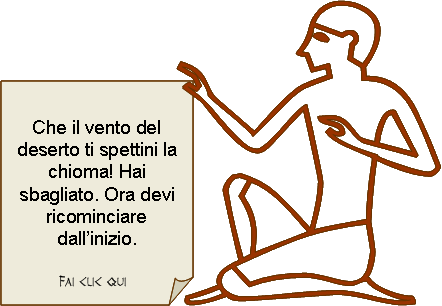 Che il vento del
deserto ti spettini la
chioma! Hai
sbagliato. Ora devi
ricominciare
dall'inizio.
Fai clic qui